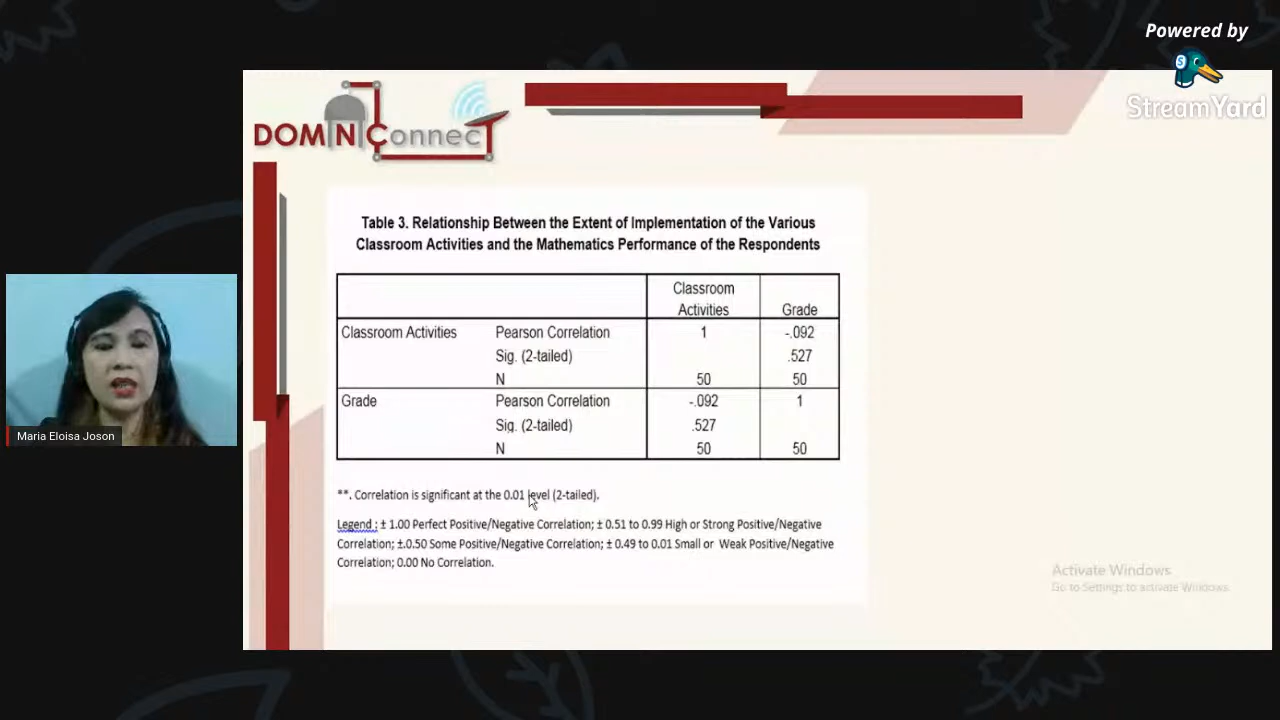 Powered by
StreamYard
DOMINIConnecT
Table 3. Relationship Between the Extent of Implementation of the Various
Classroom Activities and the Mathematics Performance of the Respondents
Classroom
Activities Grade
Classroom Activities Pearson Correlation 1 -.092
Sig. (2-tailed) .527
N 50 50
Grade Pearson Correlation -.092 1
Sig. (2-tailed) .527
N 50 50
**. Correlation is significant at the 0.01 level (2-tailed).
Legend : ± 1.00 Perfect Positive/Negative Correlation; ± 0.51 to 0.99 High or Strong Positive/Negative
Correlation; ±.0.50 Some Positive/Negative Correlation; ± 0.49 to 0.01 Small or Weak Positive/Negative
Correlation; 0.00 No Correlation.
Maria Eloisa Joson
Activate Windows
Go to Settings to activate Windows